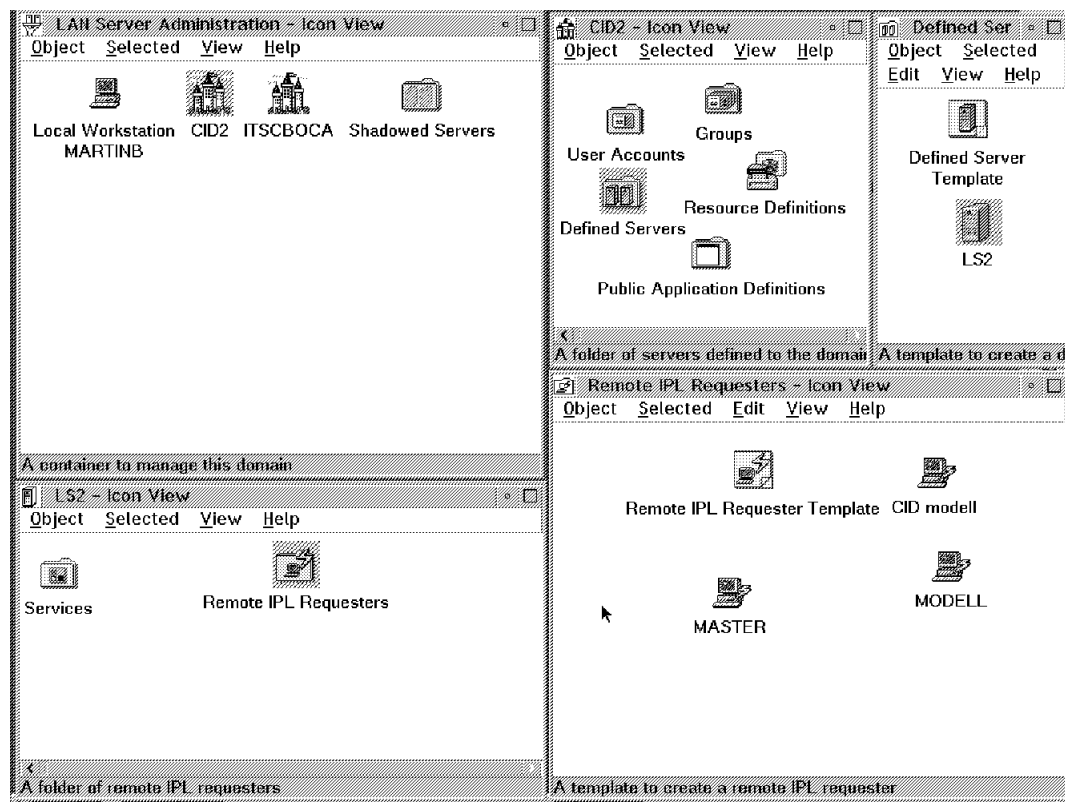 LAN Server Administration - Icon View
Object Selected View Help
Local Workstation
MARTINB
CID2
ITSCBOCA
Shadowed Servers
A container to manage this domain
CID2 - Icon View
Object Selected View Help
User Accounts
Groups
Defined Servers
Resource Definitions
Public Application Definitions
A folder of servers defined to the domain
Defined Ser
Object Selected
Edit View Help
Defined Server
Template
LS2
A template to create a d
LS2 - Icon View
Object Selected View Help
Services
Remote IPL Requesters
A folder of remote IPL requesters
Remote IPL Requesters - Icon View
Object Selected Edit View Help
Remote IPL Requester Template
CID modell
MASTER
MODELL
A template to create a remote IPL requester